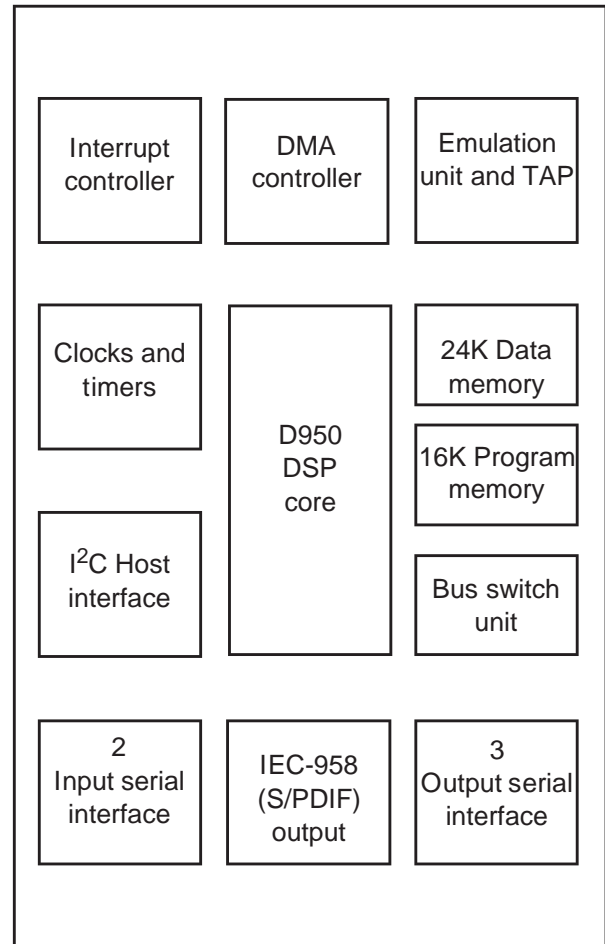 Interrupt
controller
DMA
controller
Emulation
unit and TAP
Clocks and
timers
D950
DSP
core
24K Data
memory
16K Program
memory
I²C Host
interface
Bus switch
unit
2
Input serial
interface
IEC-958
(S/PDIF)
output
3
Output serial
interface